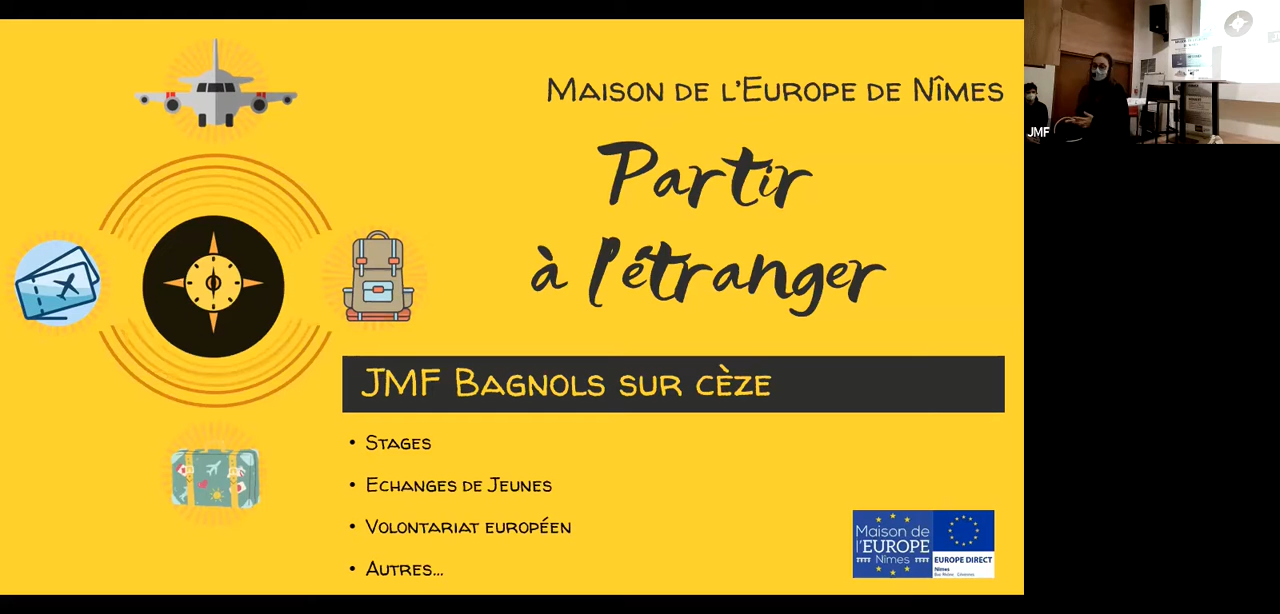 MAISON DE L'EUROPE DE NÎMES
Partir
à l'étranger
JMF BAGNOLS SUR CÈZE
• STAGES
• ECHANGES DE JEUNES
• VOLONTARIAT EUROPÉEN
• AUTRES...
Maison de
l'EUROPE
Nîmes
EUROPE DIRECT
Nîmes
JMF